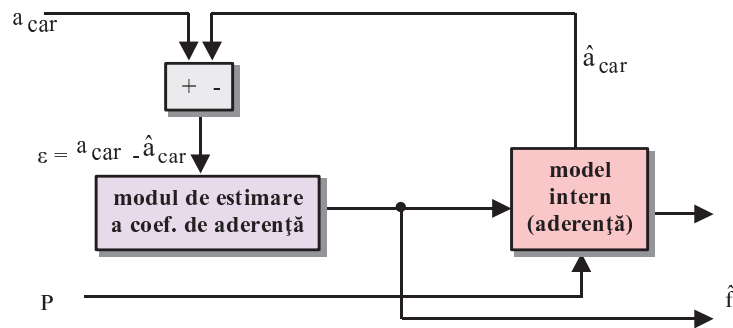 a car
â car
+ -
ε = a car - â car
model
intern
(aderenţă)
modul de estimare
a coef. de aderenţă
P
f̂